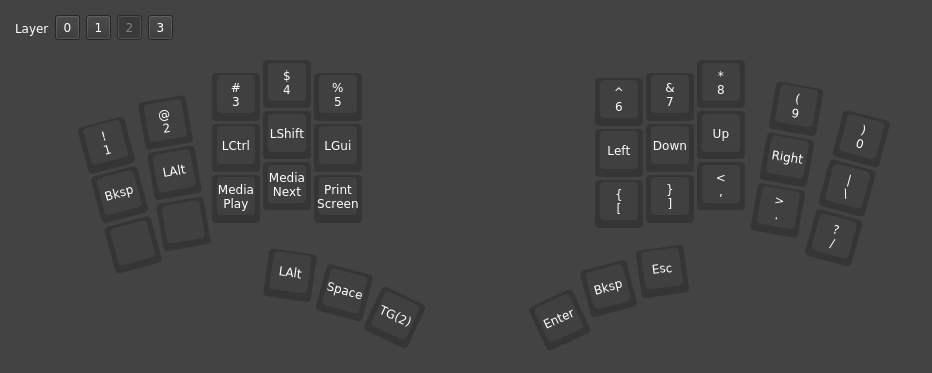 Layer 0 1 2 3
! @ # $ % ^ & * ( )
1 2 3 4 5 6 7 8 9 0
Bksp LAlt LCtrl LShift LGui Left Down Up Right |
\
Media Media Print { } < > ?
Play Next Screen [ ] , . /
LAlt Space TG(2) Enter Bksp Esc